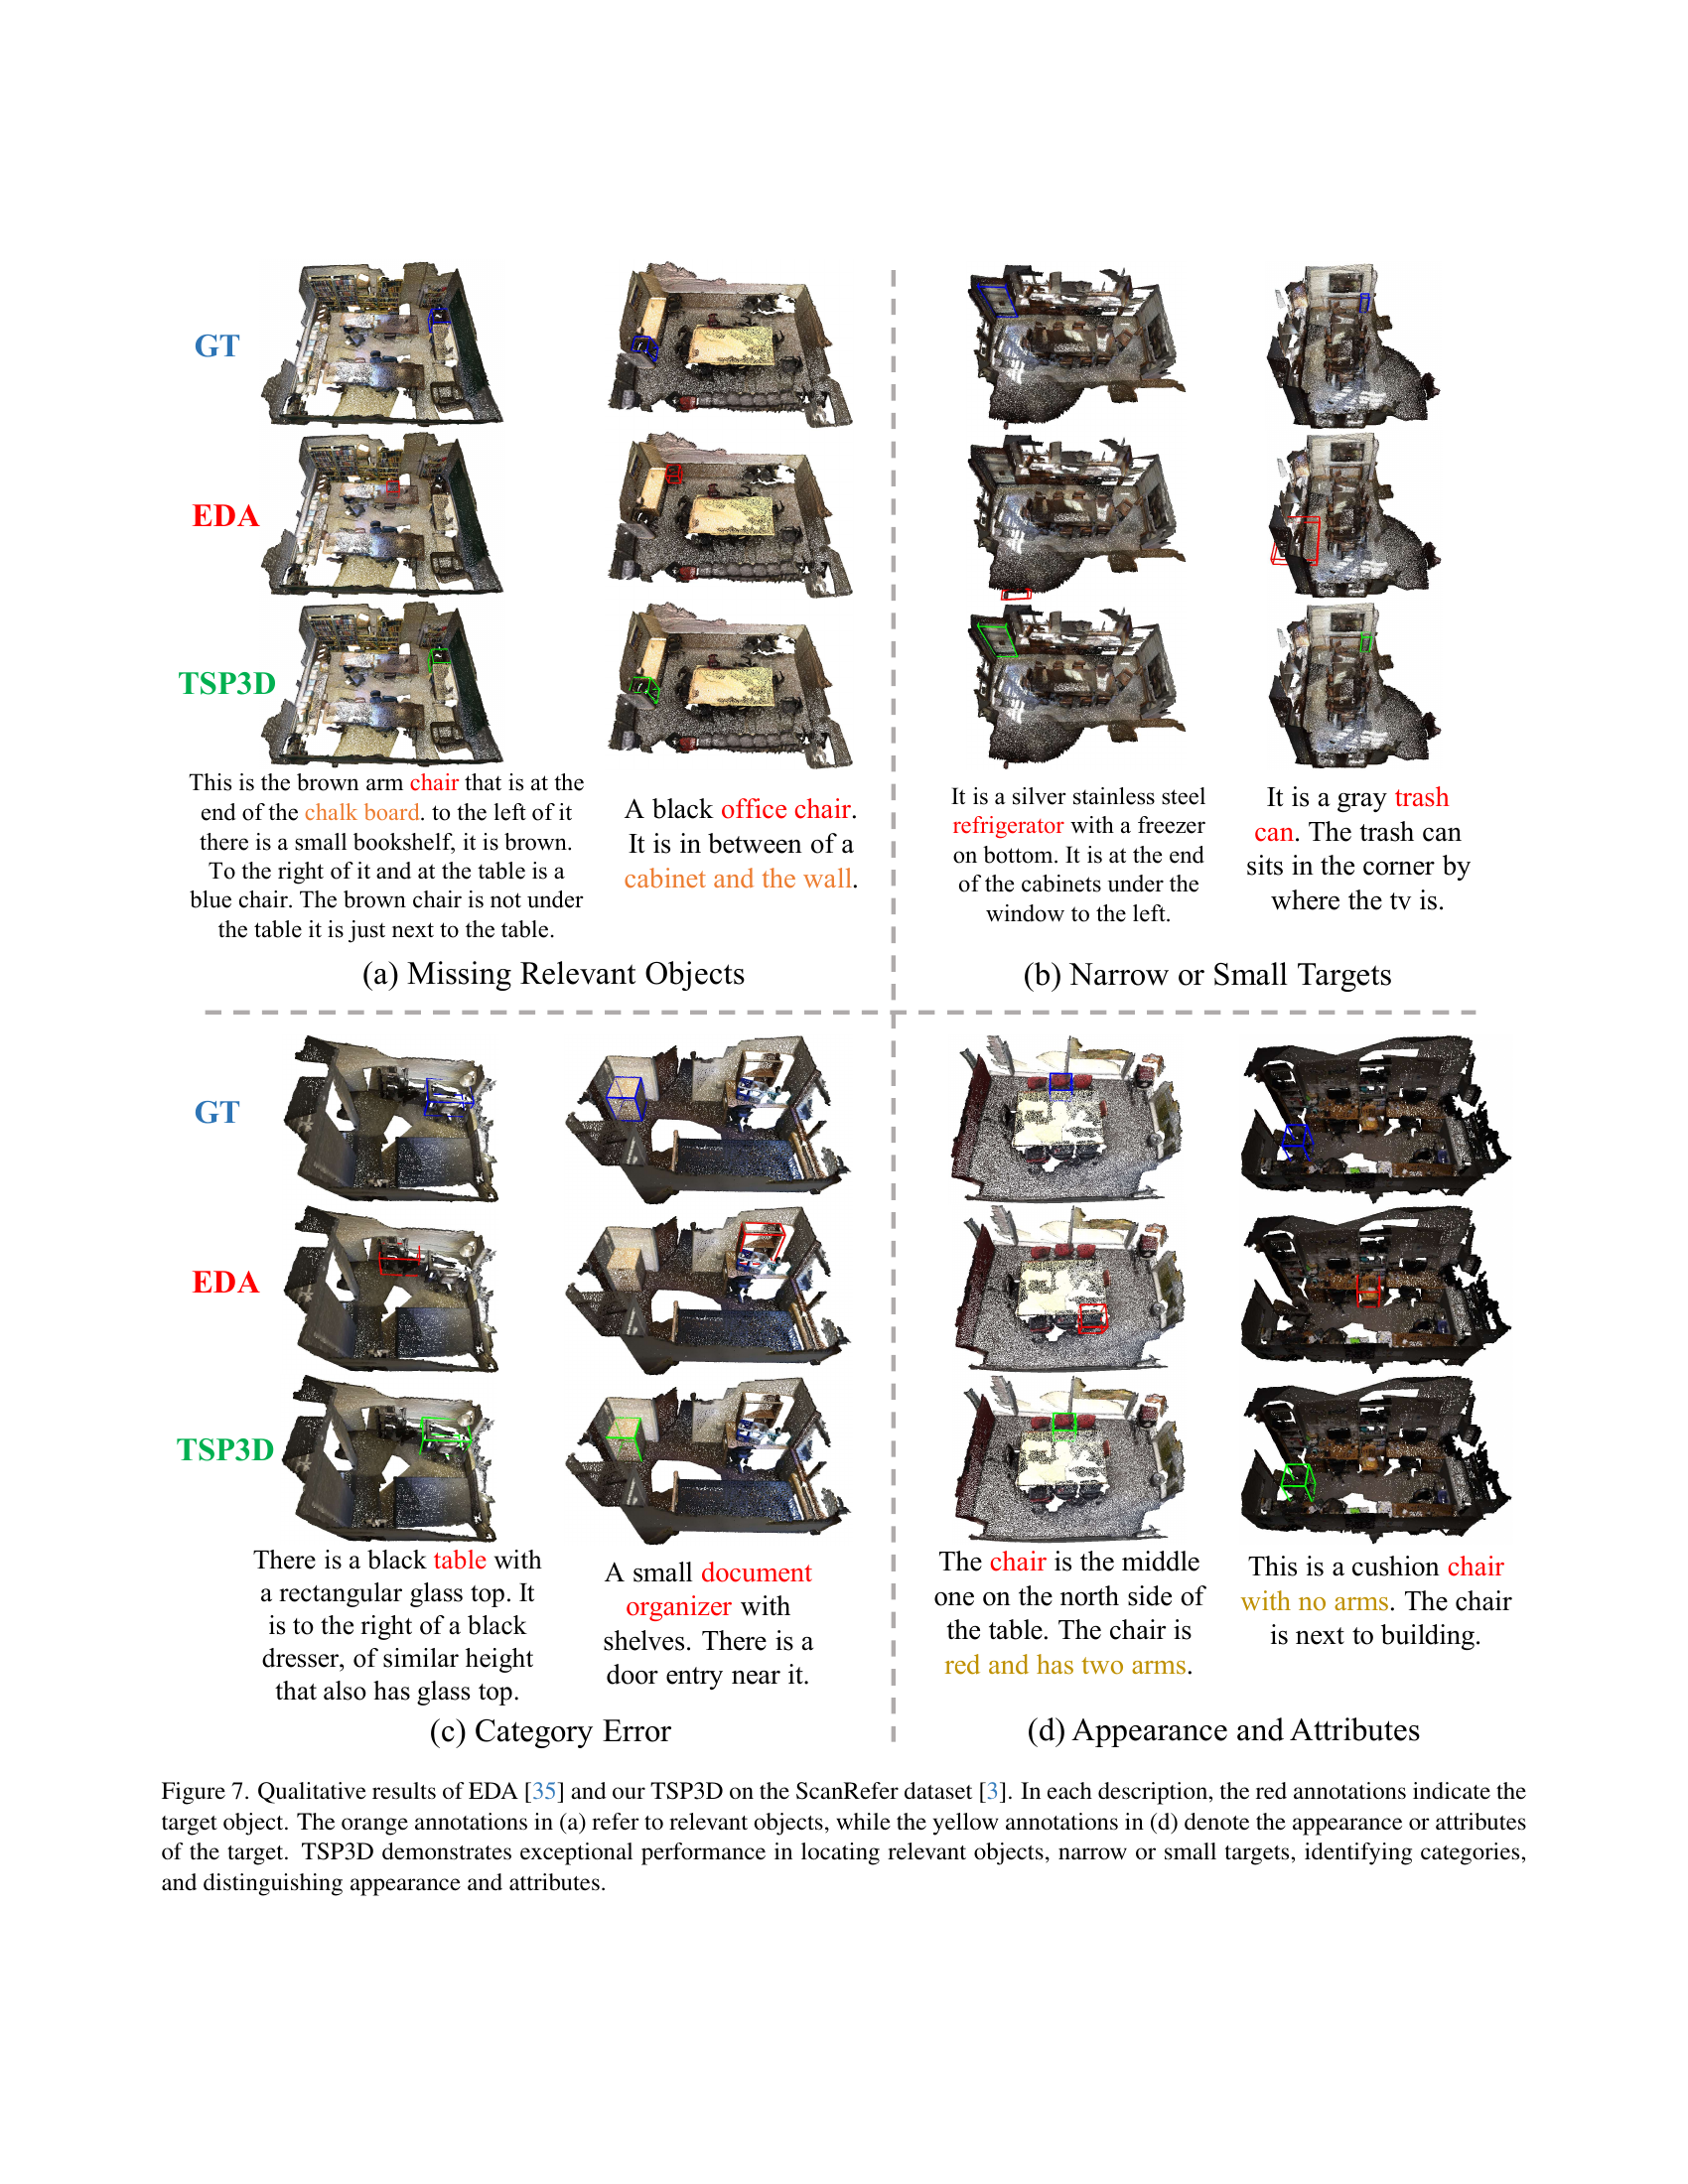 GT
EDA
TSP3D
This is the brown arm chair that is at the
end of the chalk board. to the left of it
there is a small bookshelf, it is brown.
To the right of it and at the table is a
blue chair. The brown chair is not under
the table it is just next to the table.
A black office chair.
It is in between of a
cabinet and the wall.
(a) Missing Relevant Objects
It is a silver stainless steel
refrigerator with a freezer
on bottom. It is at the end
of the cabinets under the
window to the left.
It is a gray trash
can. The trash can
sits in the corner by
where the tv is.
(b) Narrow or Small Targets
GT
EDA
TSP3D
There is a black table with
a rectangular glass top. It
is to the right of a black
dresser, of similar height
that also has glass top.
A small document
organizer with
shelves. There is a
door entry near it.
(c) Category Error
The chair is the middle
one on the north side of
the table. The chair is
red and has two arms.
This is a cushion chair
with no arms. The chair
is next to building.
(d) Appearance and Attributes
Figure 7. Qualitative results of EDA [35] and our TSP3D on the ScanRefer dataset [3]. In each description, the red annotations indicate the
target object. The orange annotations in (a) refer to relevant objects, while the yellow annotations in (d) denote the appearance or attributes
of the target. TSP3D demonstrates exceptional performance in locating relevant objects, narrow or small targets, identifying categories,
and distinguishing appearance and attributes.